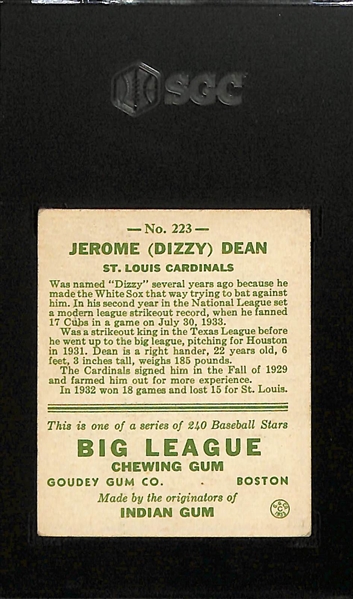 SGC
— No. 223 —
JEROME (DIZZY) DEAN
ST. LOUIS CARDINALS
Was named "Dizzy" several years ago because he
made the White Sox that way trying to bat against
him. In his second year in the National League set
a modern league strikeout record, when he fanned
17 Cubs in a game on July 30, 1933.
Was a strikeout king in the Texas League before
he went up to the big league, pitching for Houston
in 1931. Dean is a right hander, 22 years old, 6
feet, 3 inches tall, weighs 185 pounds.
The Cardinals signed him in the Fall of 1929
and farmed him out for more experience.
In 1932 won 18 games and lost 15 for St. Louis.
This is one of a series of 240 Baseball Stars
BIG LEAGUE
CHEWING GUM
GOUDEY GUM CO. . BOSTON
Made by the originators of
INDIAN GUM